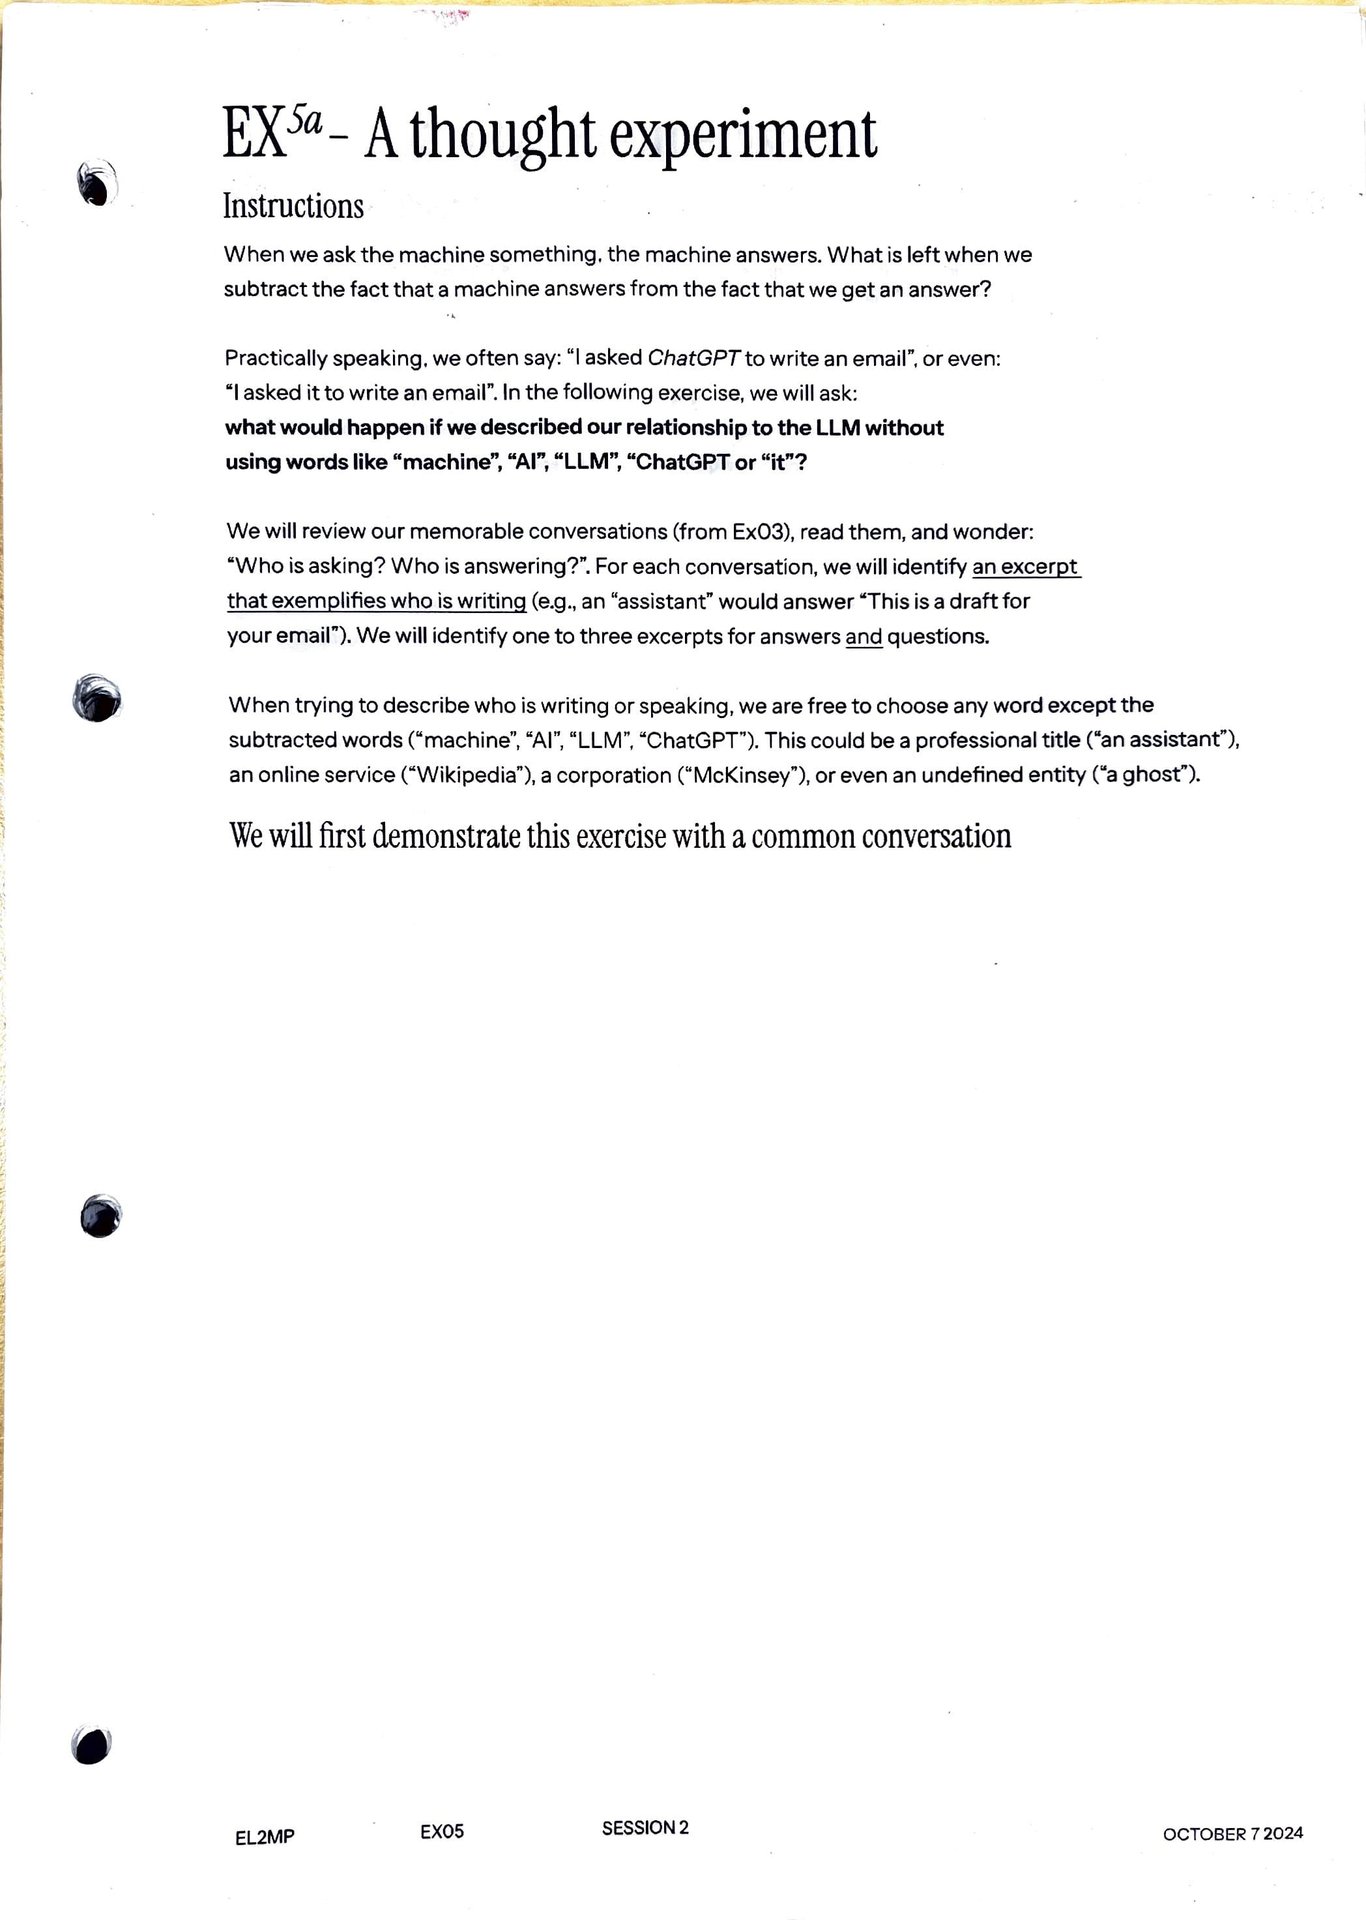 EX5a – A thought experiment
Instructions
When we ask the machine something, the machine answers. What is left when we
subtract the fact that a machine answers from the fact that we get an answer?
Practically speaking, we often say: “I asked ChatGPT to write an email”, or even:
“I asked it to write an email”. In the following exercise, we will ask:
what would happen if we described our relationship to the LLM without
using words like “machine”, “AI”, “LLM”, “ChatGPT or “it”?
We will review our memorable conversations (from Ex03), read them, and wonder:
“Who is asking? Who is answering?”. For each conversation, we will identify an excerpt
that exemplifies who is writing (e.g., an “assistant” would answer “This is a draft for
your email”). We will identify one to three excerpts for answers and questions.
When trying to describe who is writing or speaking, we are free to choose any word except the
subtracted words (“machine”, “AI”, “LLM”, “ChatGPT”). This could be a professional title (“an assistant”),
an online service (“Wikipedia”), a corporation (“McKinsey”), or even an undefined entity (“a ghost”).
We will first demonstrate this exercise with a common conversation
EL2MP EX05 SESSION 2 OCTOBER 7 2024